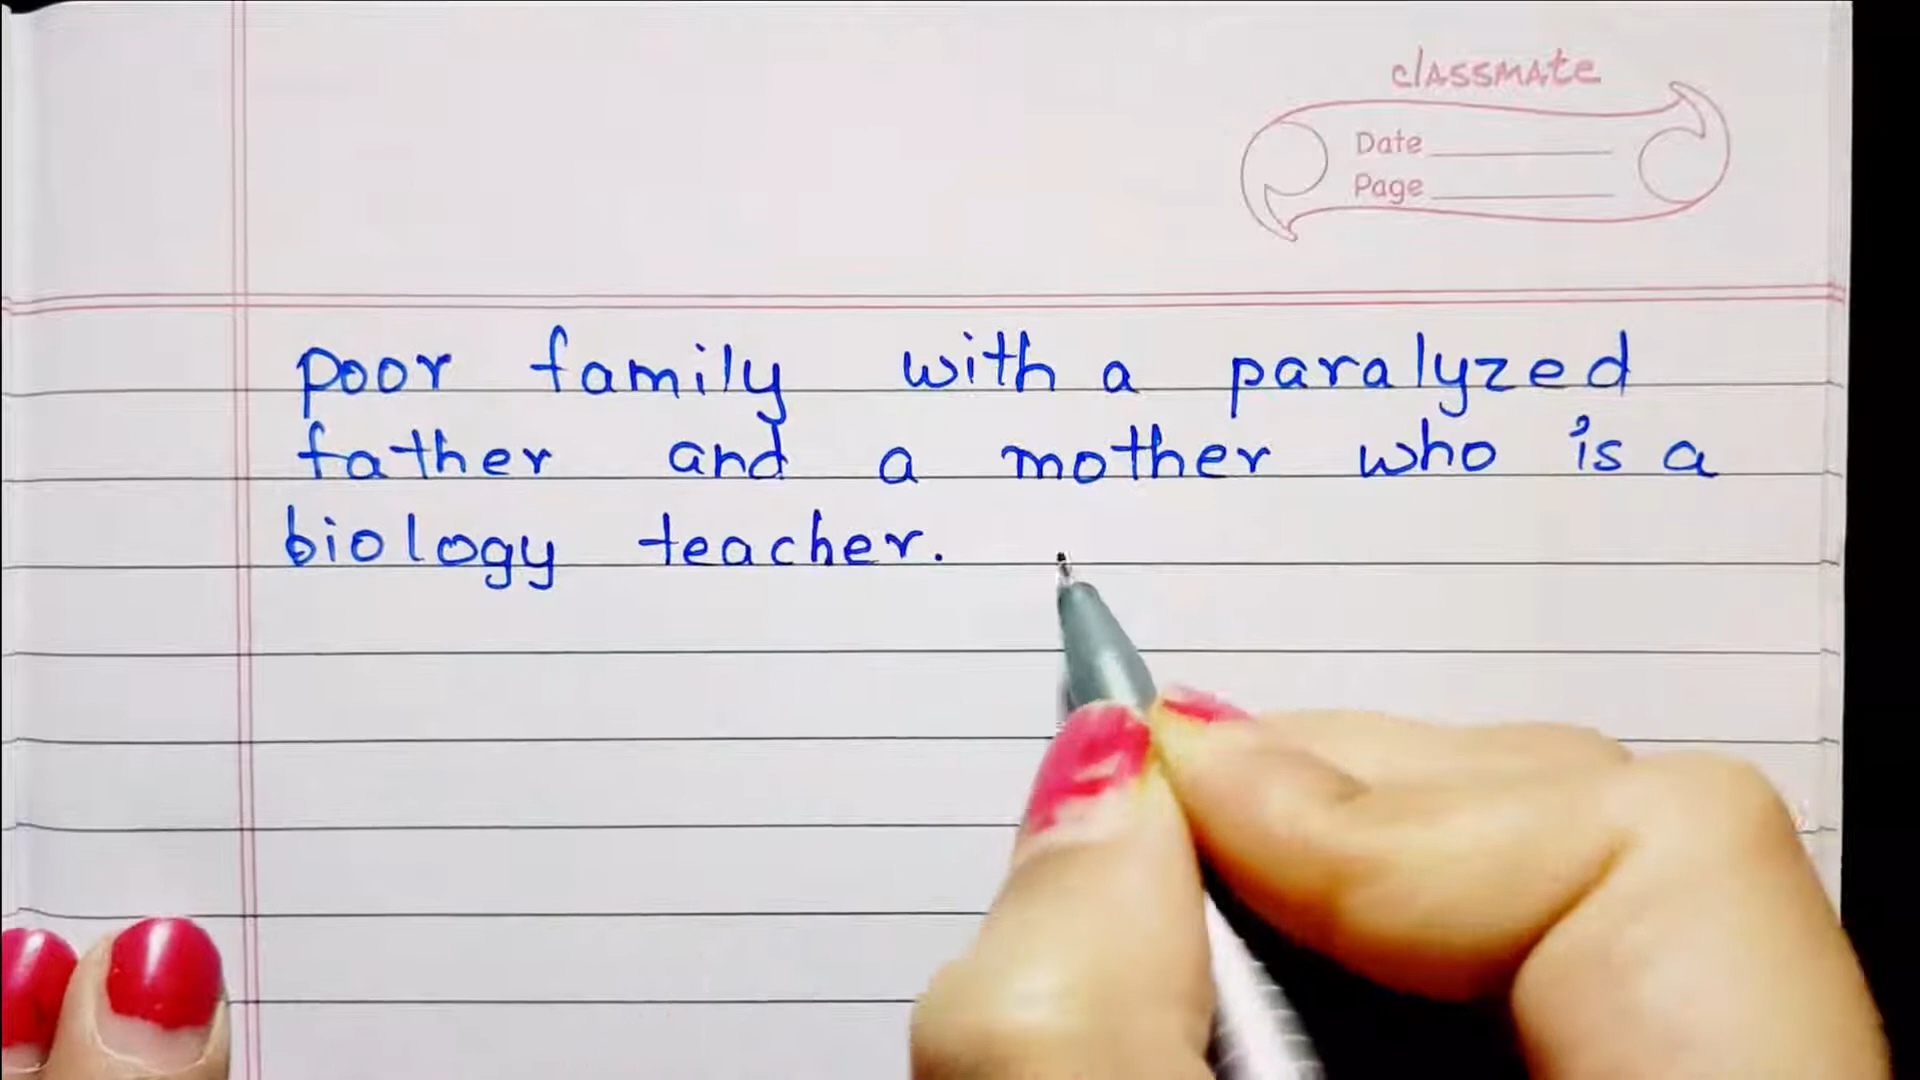 classmate
Date
Page
poor family with a paralyzed
father and a mother who is a
biology teacher.